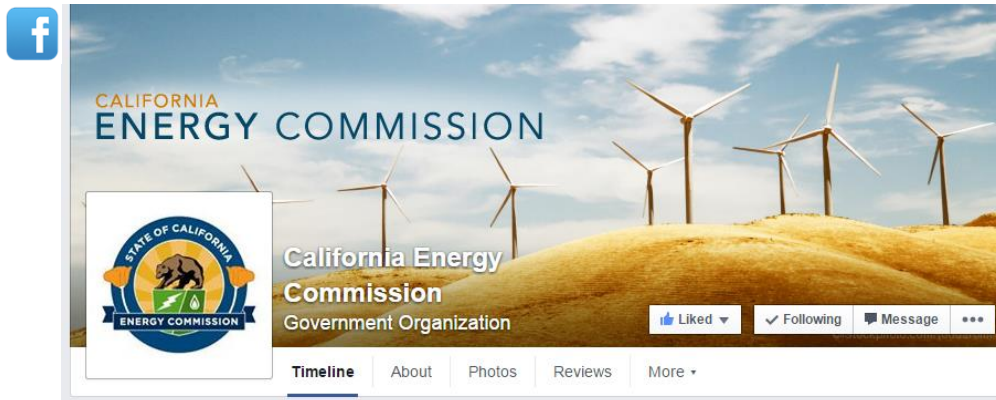 f
CALIFORNIA
ENERGY COMMISSION
STATE OF CALIFORNIA
ENERGY COMMISSION
California Energy
Commission
Government Organization
Liked
Following
Message
Timeline
About
Photos
Reviews
More